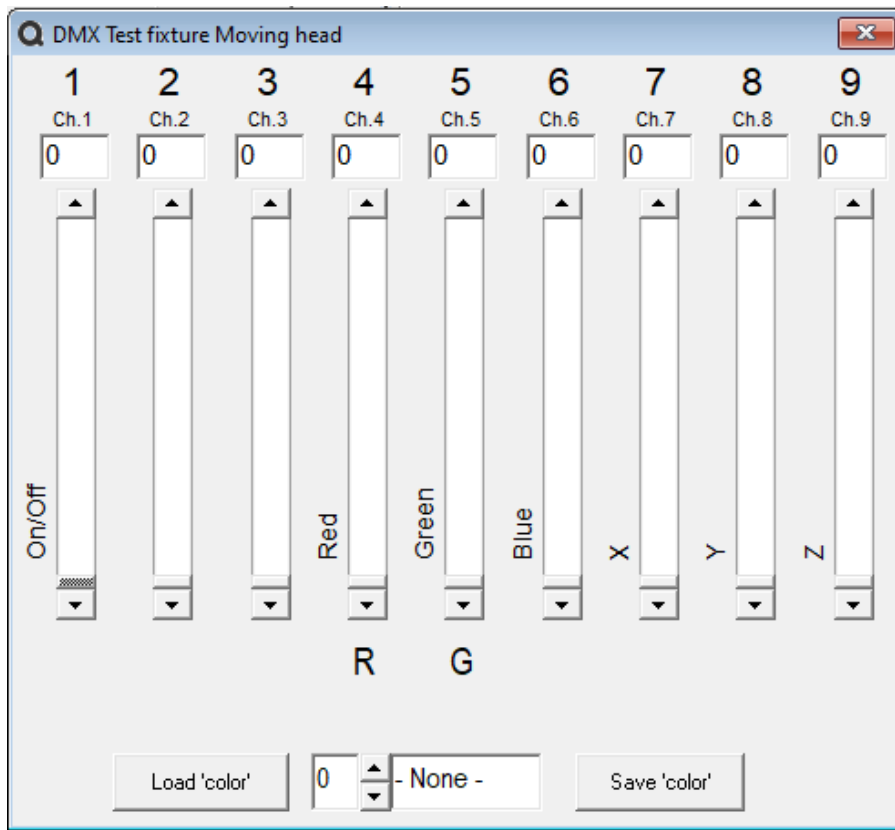 DMX Test fixture Moving head
1 2 3 4 5 6 7 8 9
Ch.1 Ch.2 Ch.3 Ch.4 Ch.5 Ch.6 Ch.7 Ch.8 Ch.9
0 0 0 0 0 0 0 0 0
On/Off Red Green Blue X Y Z
R G
Load 'color' 0 - None - Save 'color'